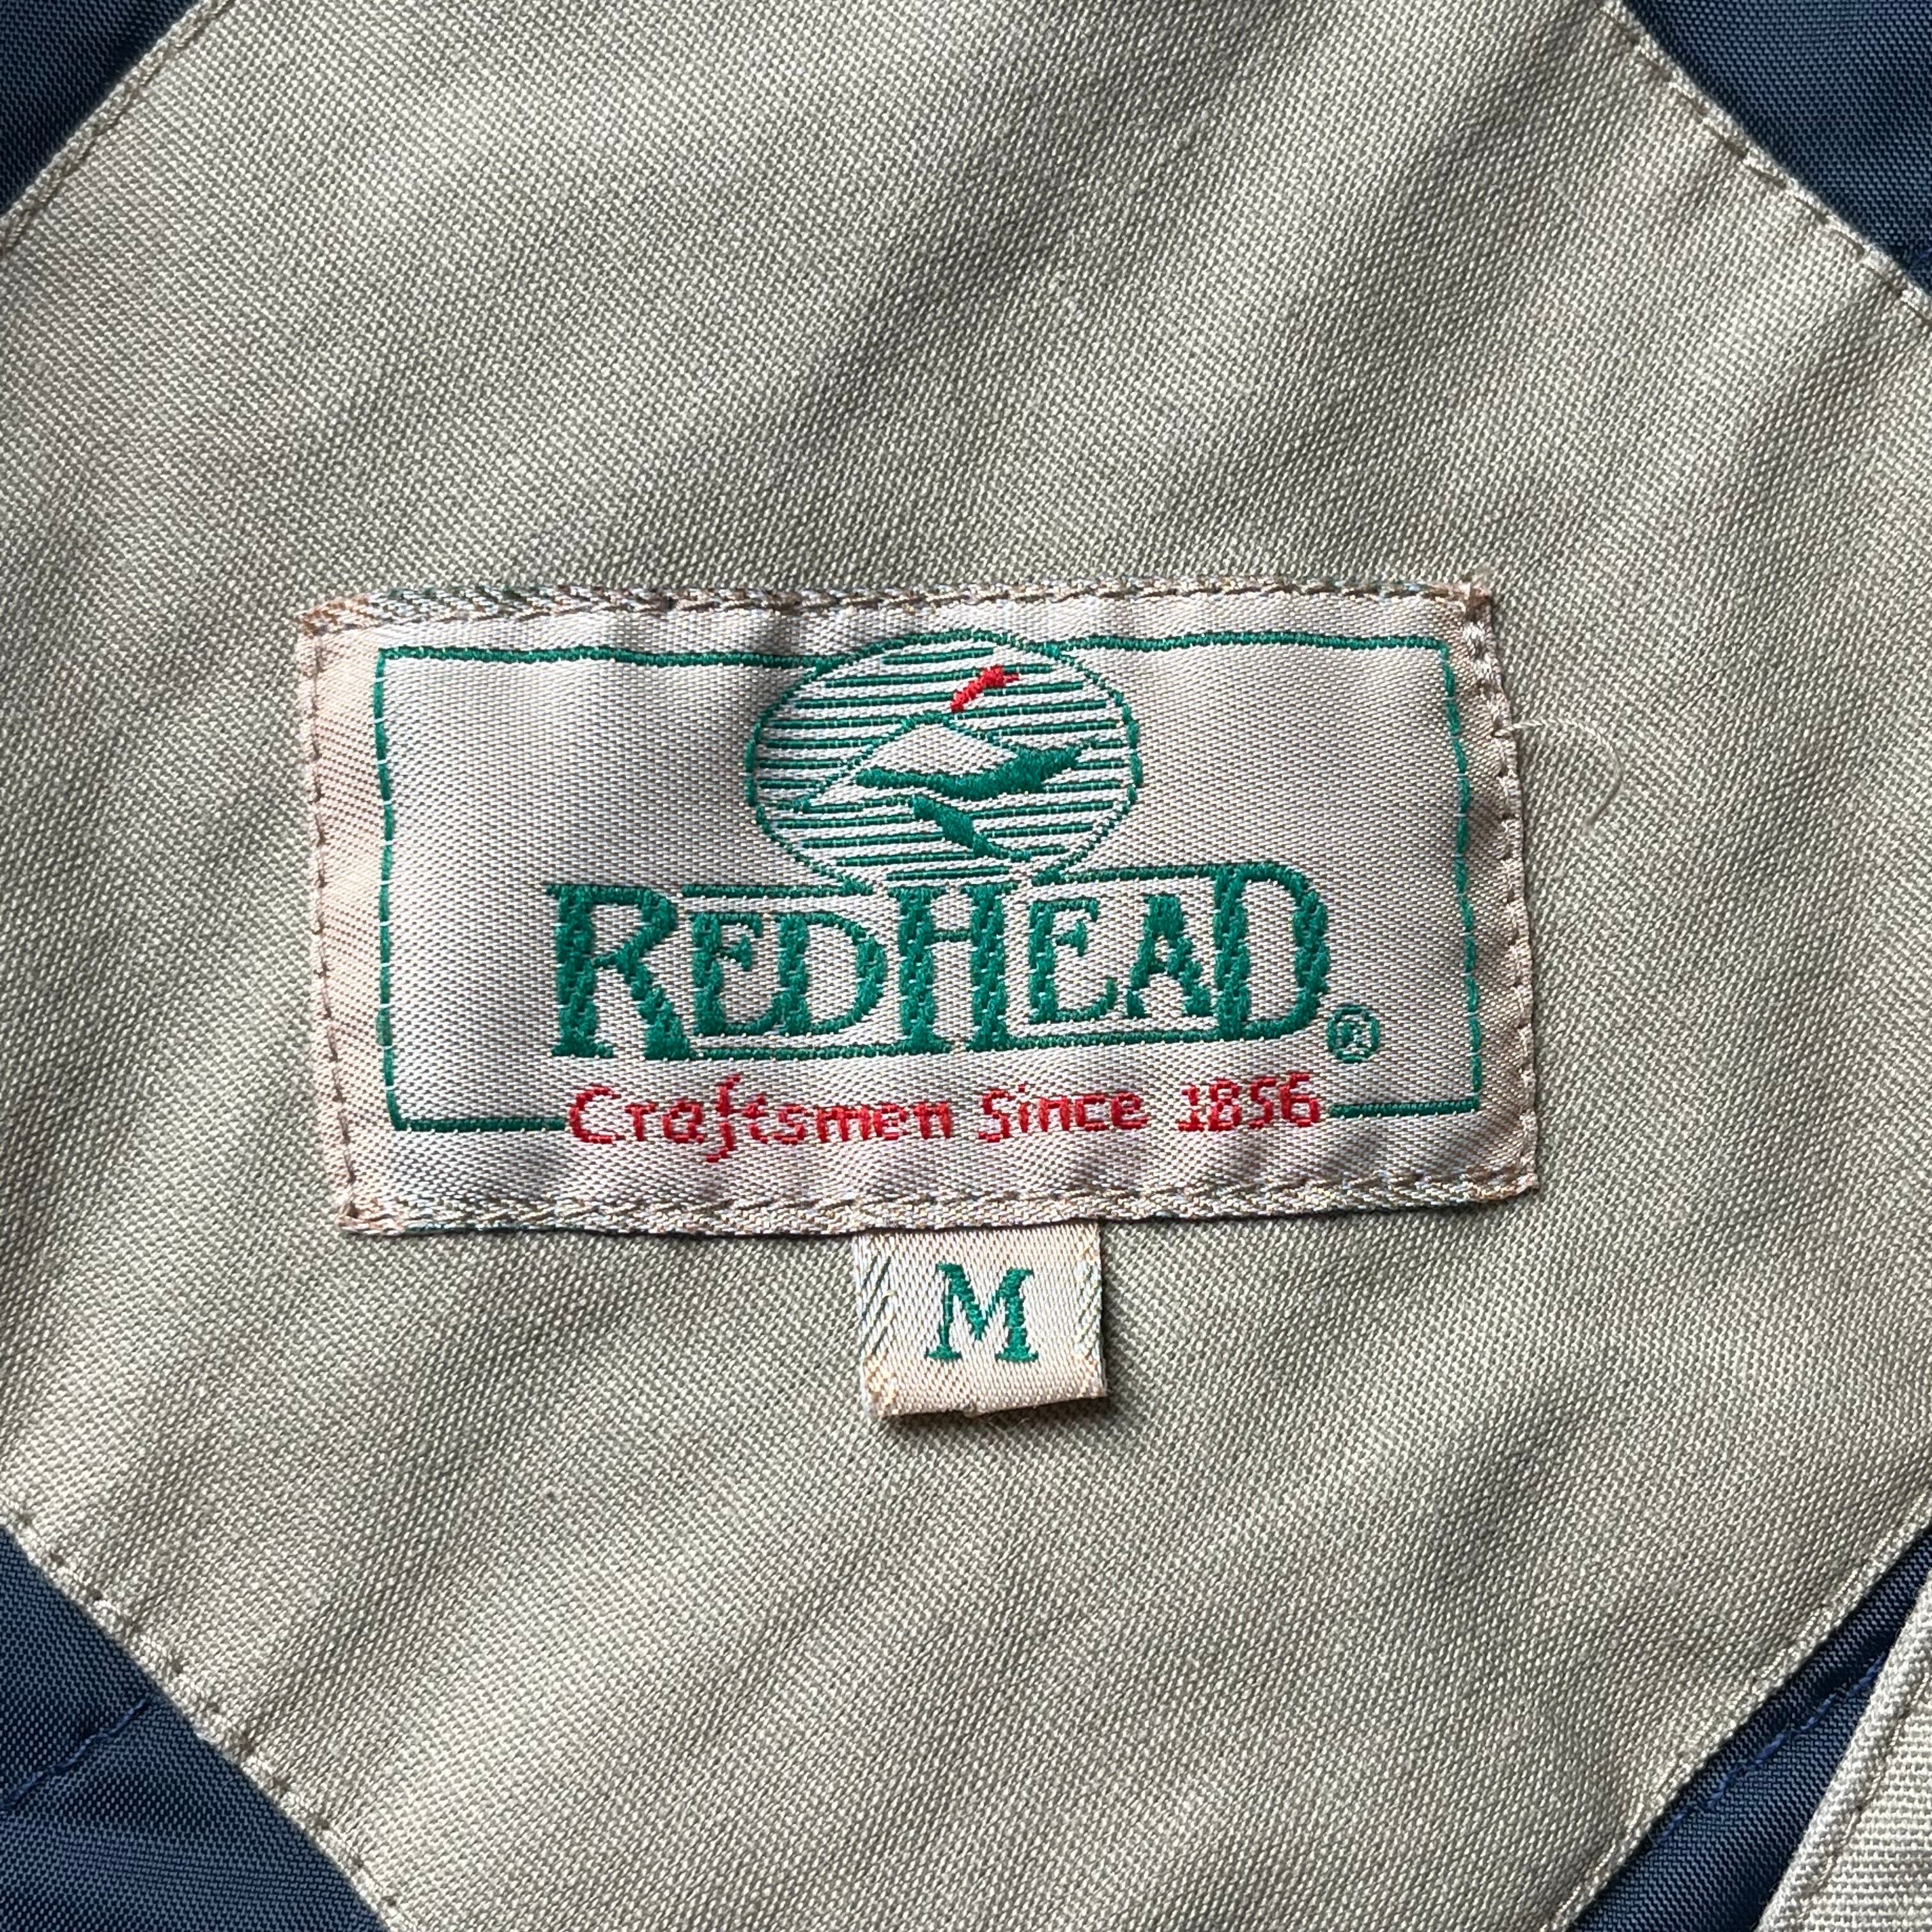 REDHEAD®
Craftsmen Since 1856
M